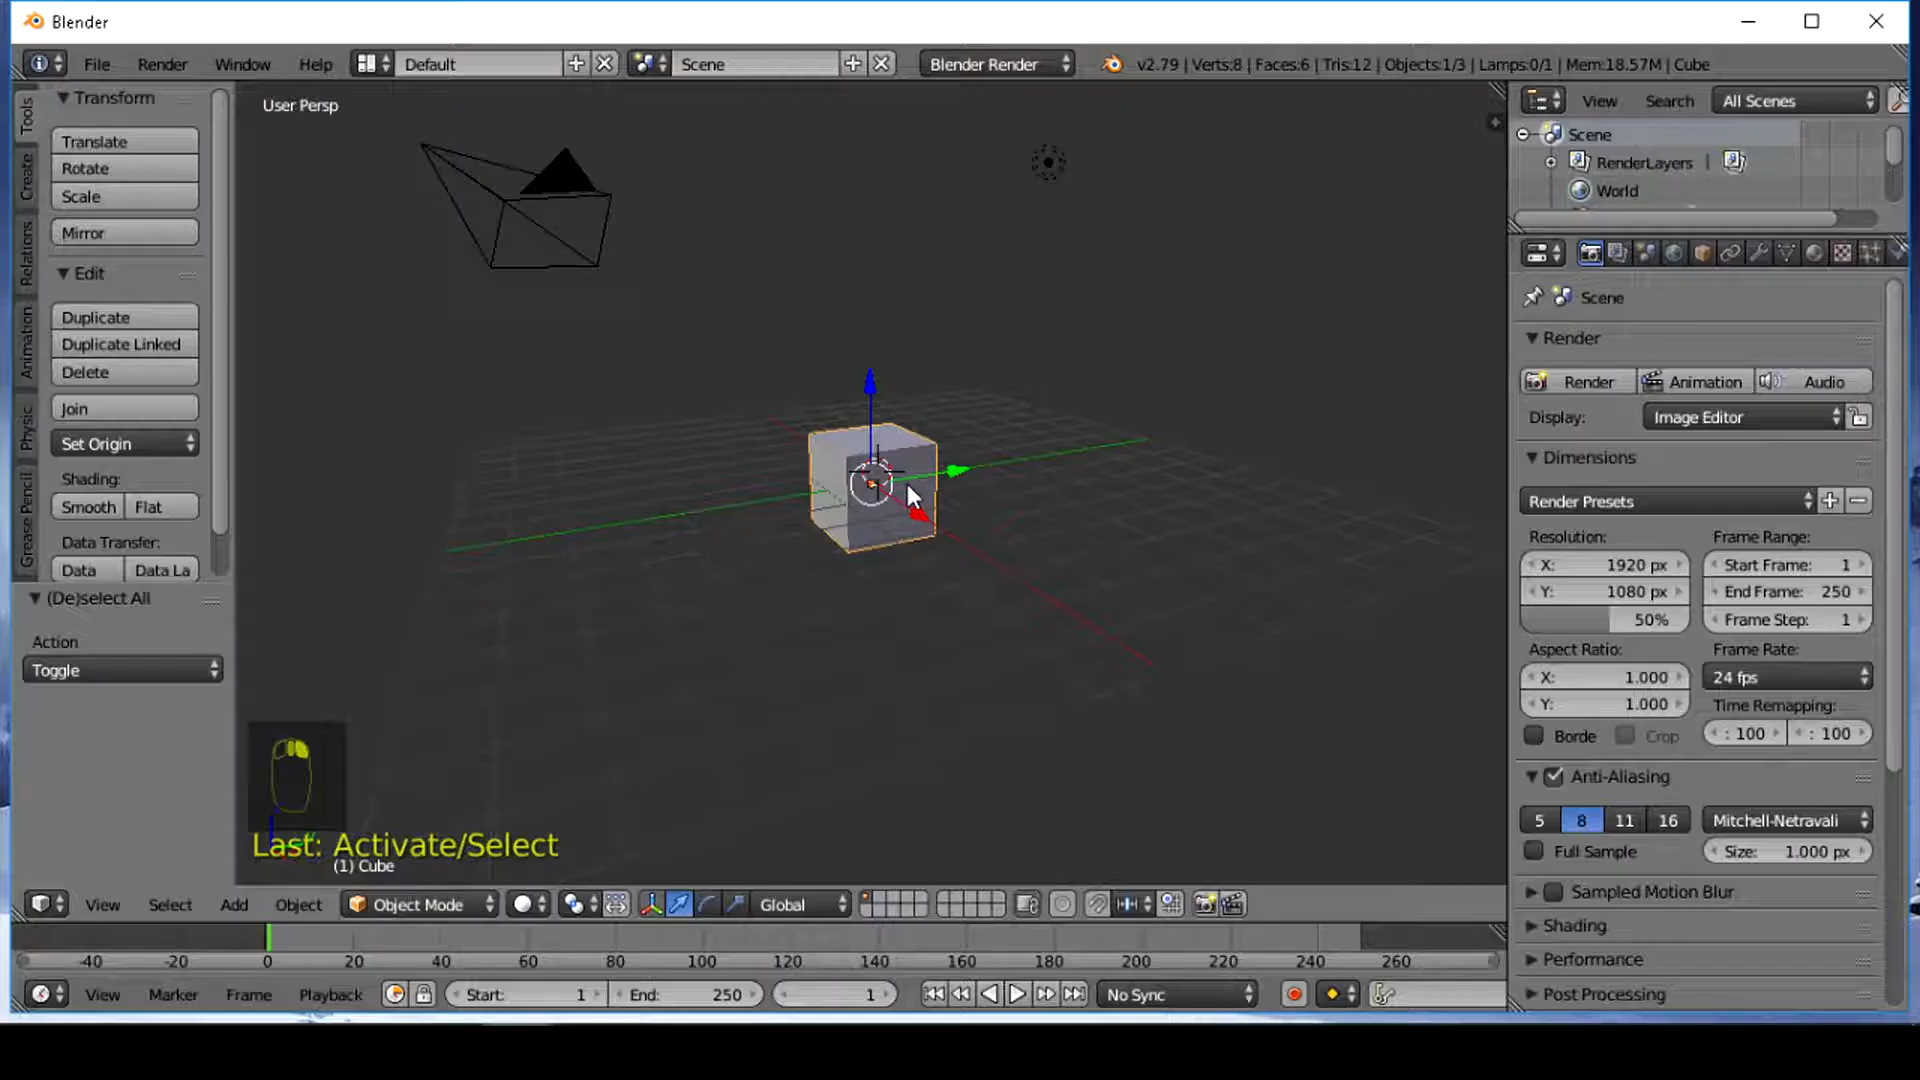 Blender
File Render Window Help Default Scene Blender Render v2.79 | Verts:8 | Faces:6 | Tris:12 | Objects:1/3 | Lamps:0/1 | Mem:18.57M | Cube
Tools
Create
Relations
Animation
Physic
Grease Pencil
Transform
Translate
Rotate
Scale
Mirror
Edit
Duplicate
Duplicate Linked
Delete
Join
Set Origin
Shading:
Smooth Flat
Data Transfer:
Data Data La
(De)select All
Action
Toggle
User Persp
Last: Activate/Select
(1) Cube
View Select Add Object Object Mode Global
-40 -20 0 20 40 60 80 100 120 140 160 180 200 220 240 260
View Marker Frame Playback Start: 1 End: 250 1 No Sync
View Search All Scenes
Scene
RenderLayers |
World
Scene
Render
Render Animation Audio
Display: Image Editor
Dimensions
Render Presets
Resolution: Frame Range:
X: 1920 px Start Frame: 1
Y: 1080 px End Frame: 250
50% Frame Step: 1
Aspect Ratio: Frame Rate:
X: 1.000 24 fps
Y: 1.000 Time Remapping:
Borde Crop : 100 : 100
Anti-Aliasing
5 8 11 16 Mitchell-Netravali
Full Sample Size: 1.000 px
Sampled Motion Blur
Shading
Performance
Post Processing